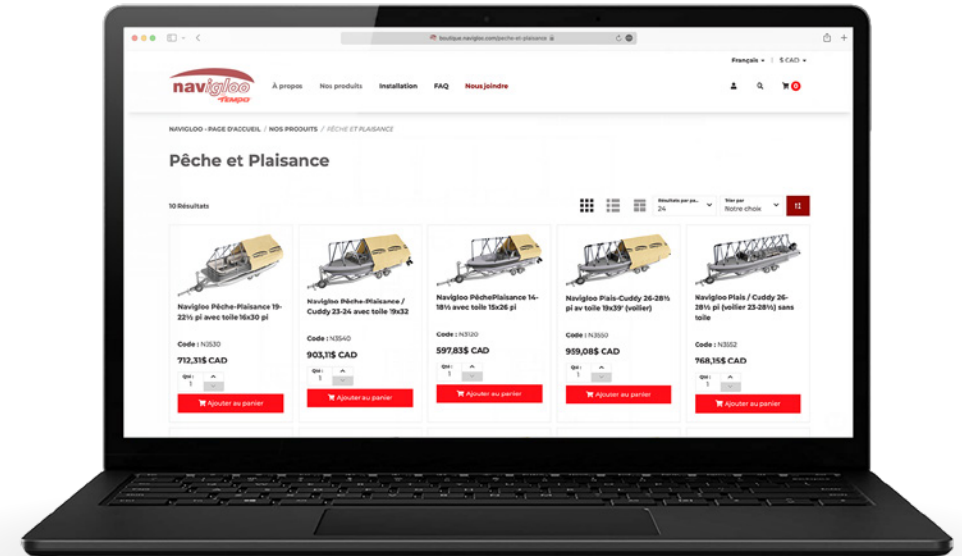 boutique.navigloo.com/peche-et-plaisance
Français
$ CAD
navigloo
TEMPO
À propos
Nos produits
Installation
FAQ
Nous joindre
0
NAVIGLOO - PAGE D'ACCUEIL / NOS PRODUITS / PÊCHE ET PLAISANCE
Pêche et Plaisance
10 Résultats
Résultats par pa...
24
Trier par
Notre choix
Navigloo Pêche-Plaisance 19-
22½ pi avec toile 16x30 pi
Code : N3530
712,31$ CAD
Qté :
1
Ajouter au panier
Navigloo Pêche-Plaisance /
Cuddy 23-24 avec toile 19x32
Code : N3540
903,11$ CAD
Qté :
1
Ajouter au panier
Navigloo PêchePlaisance 14-
18½ avec toile 15x26 pi
Code : N3120
597,83$ CAD
Qté :
1
Ajouter au panier
Navigloo Plais-Cuddy 26-28½
pi av toile 19x39' (voilier)
Code : N3550
959,08$ CAD
Qté :
1
Ajouter au panier
Navigloo Plais / Cuddy 26-
28½ pi (voilier 23-28½) sans
toile
Code : N3552
768,15$ CAD
Qté :
1
Ajouter au panier